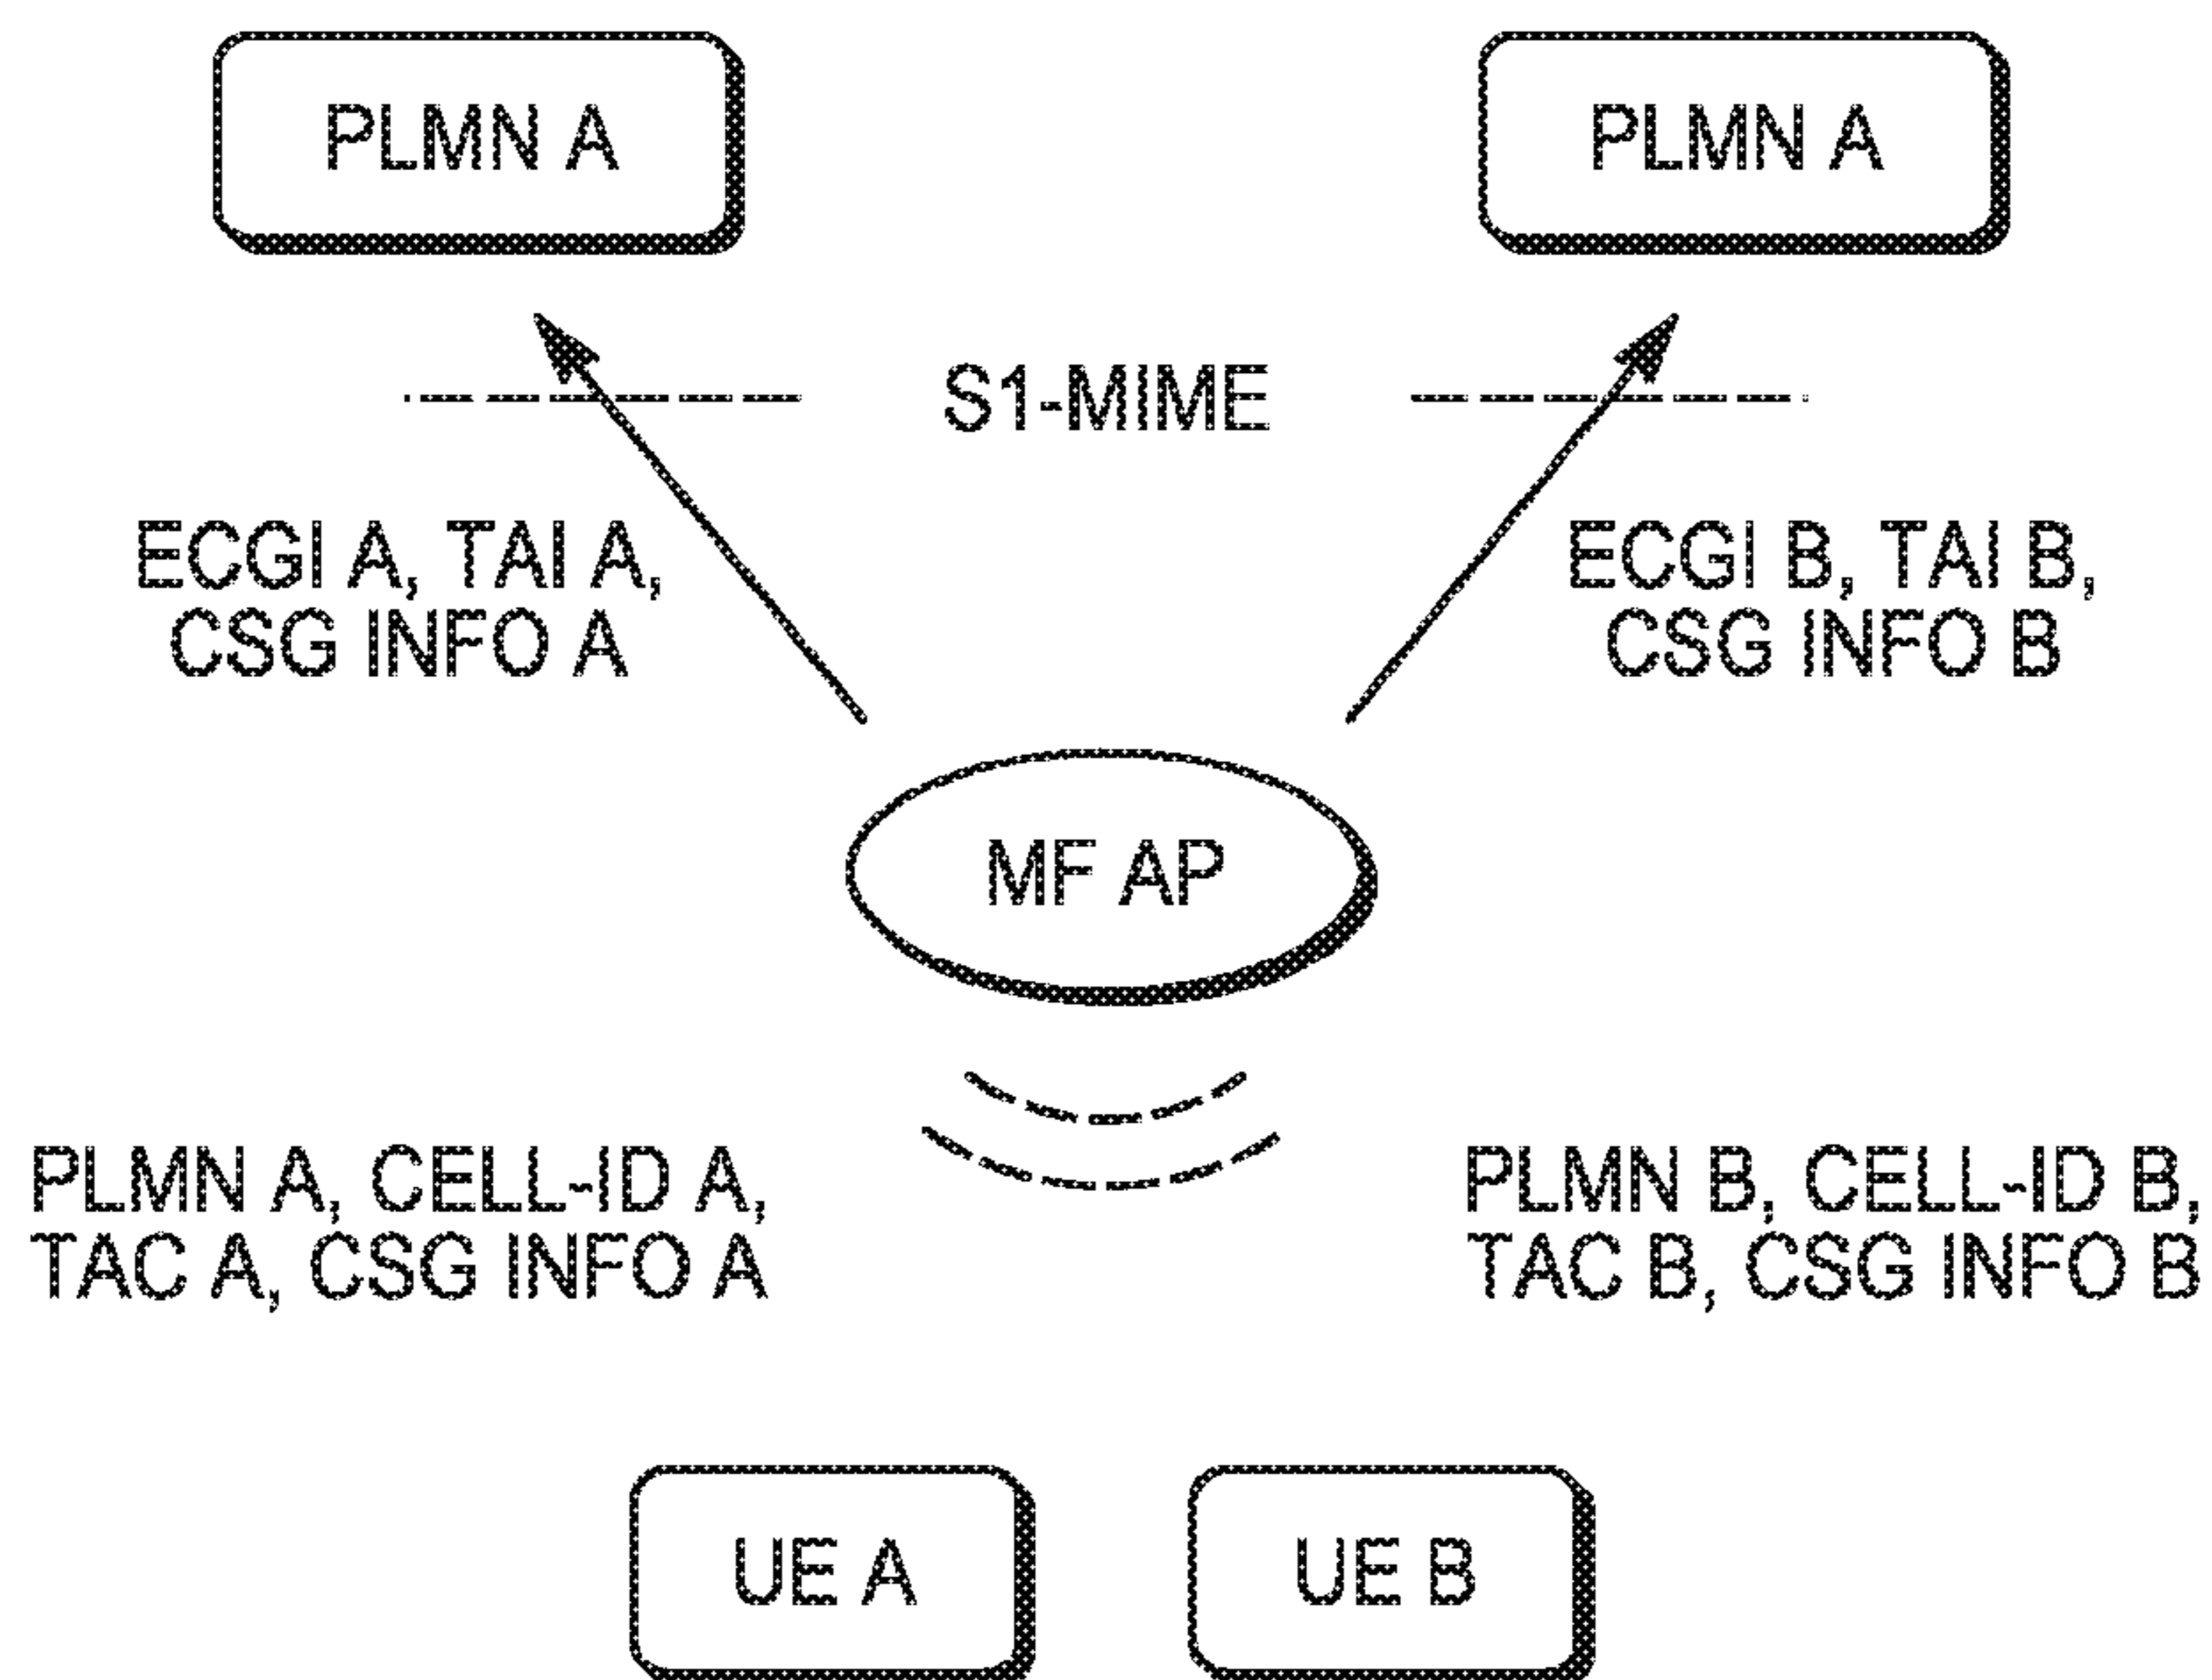 PLMN A
PLMN A
S1-MIME
ECGI A, TAI A,
CSG INFO A
ECGI B, TAI B,
CSG INFO B
MF AP
PLMN A, CELL-ID A,
TAC A, CSG INFO A
PLMN B, CELL-ID B,
TAC B, CSG INFO B
UE A
UE B